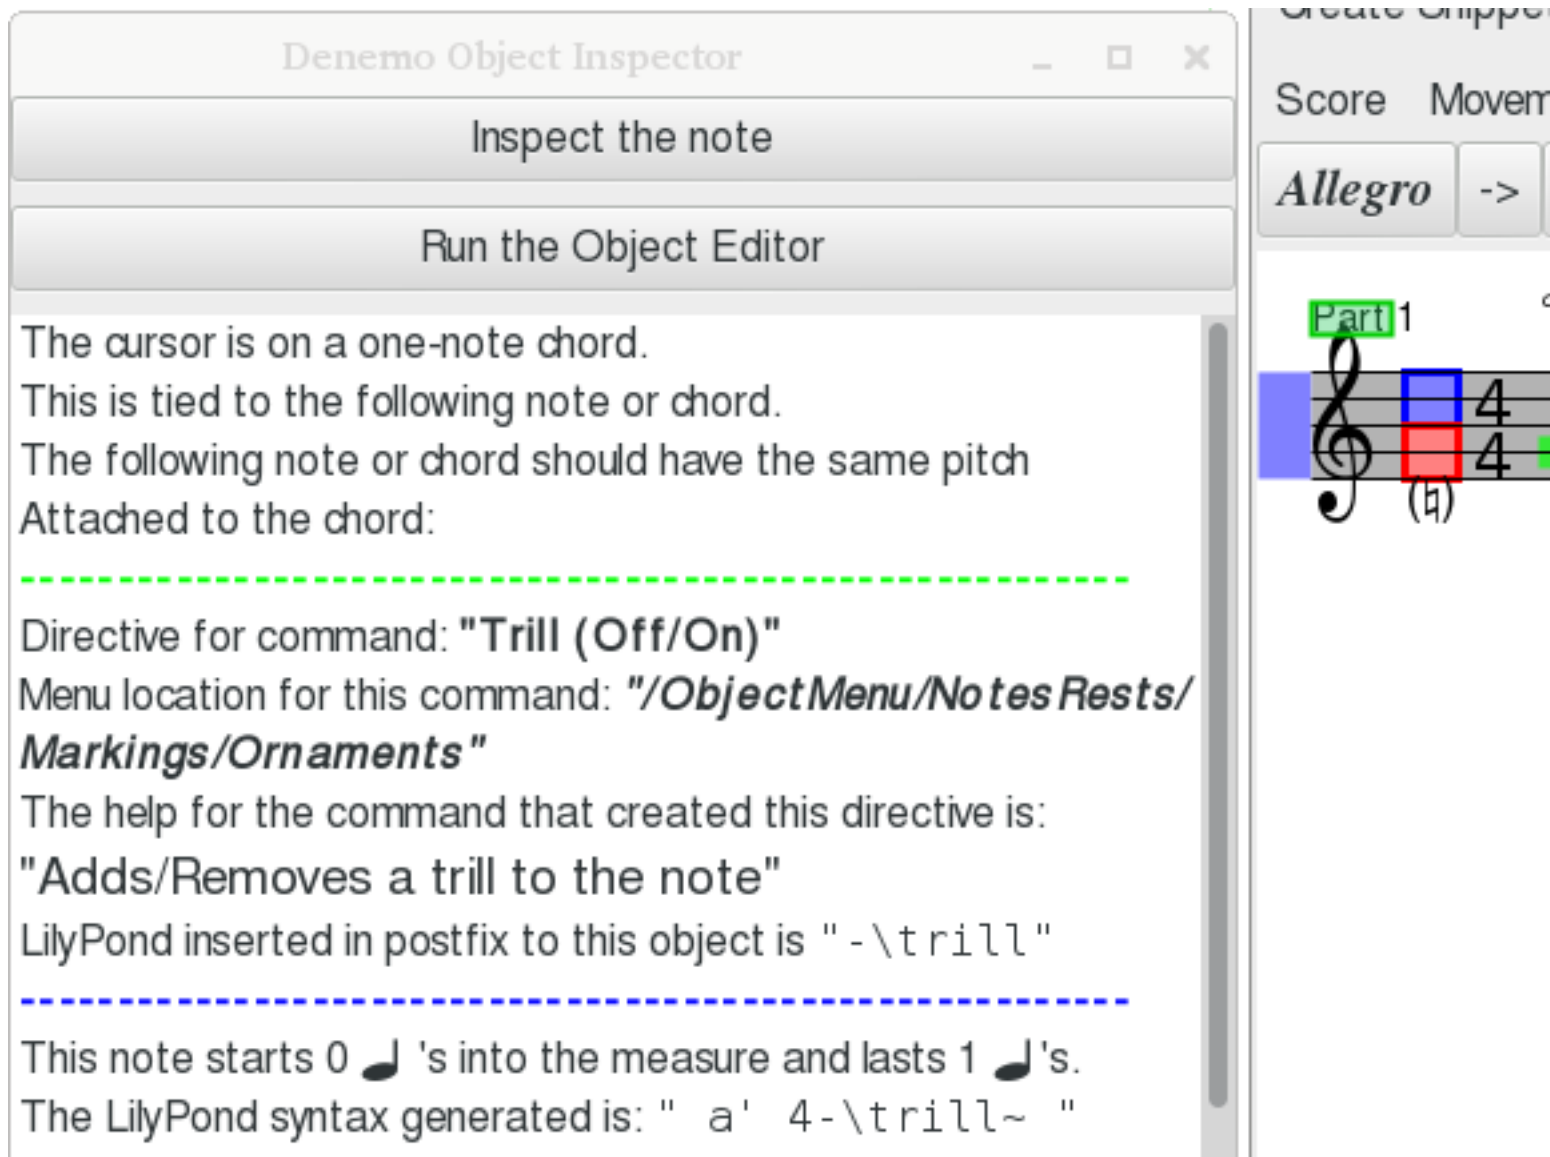 Denemo Object Inspector
Inspect the note
Run the Object Editor
The cursor is on a one-note chord.
This is tied to the following note or chord.
The following note or chord should have the same pitch
Attached to the chord:
Directive for command: "Trill (Off/On)"
Menu location for this command: "/ObjectMenu/NotesRests/
Markings/Ornaments"
The help for the command that created this directive is:
"Adds/Removes a trill to the note"
LilyPond inserted in postfix to this object is "-\trill"
This note starts 0 ♩ 's into the measure and lasts 1 ♩'s.
The LilyPond syntax generated is: " a' 4-\trill~ "
Create Snippe
Score Movem
Allegro ->
Part 1
4
4
(♮)